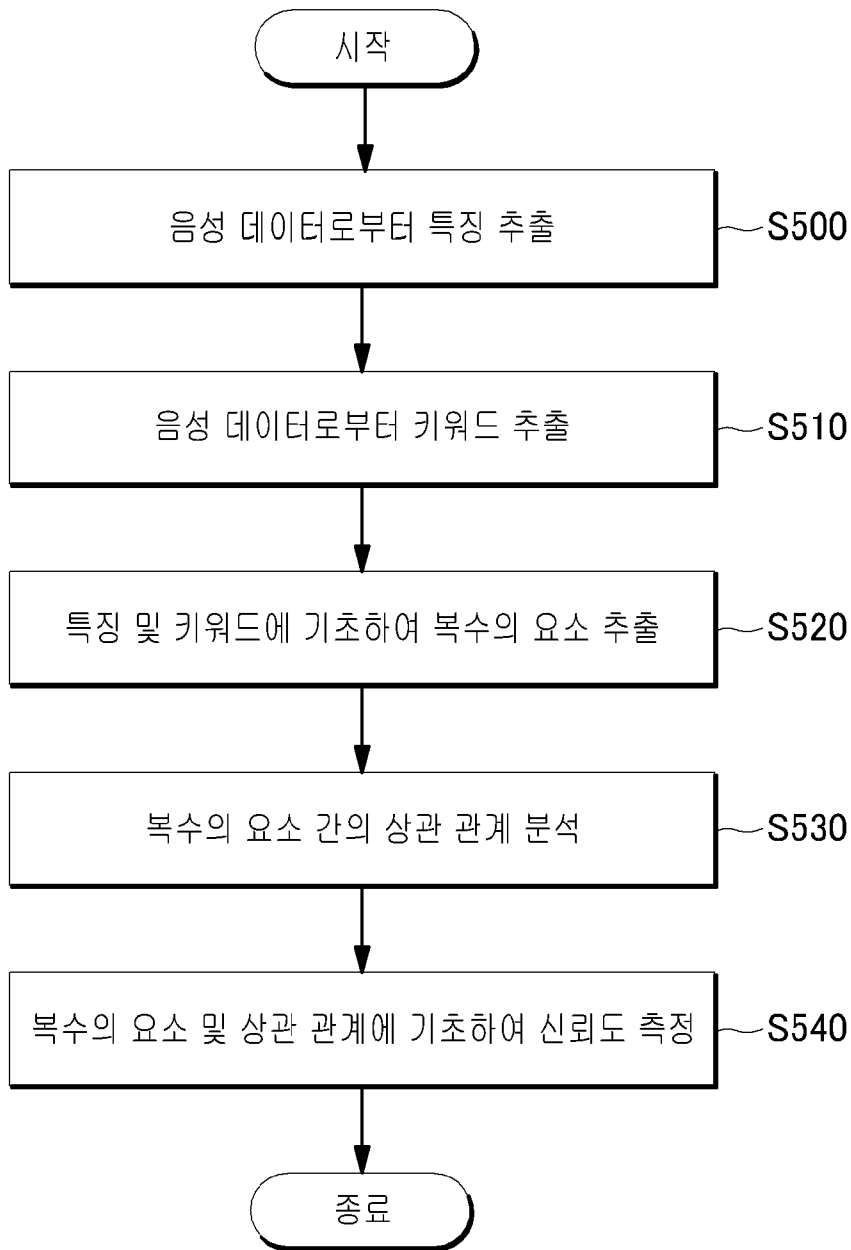 시작
음성 데이터로부터 특징 추출
S500
음성 데이터로부터 키워드 추출
S510
특징 및 키워드에 기초하여 복수의 요소 추출
S520
복수의 요소 간의 상관 관계 분석
S530
복수의 요소 및 상관 관계에 기초하여 신뢰도 측정
S540
종료